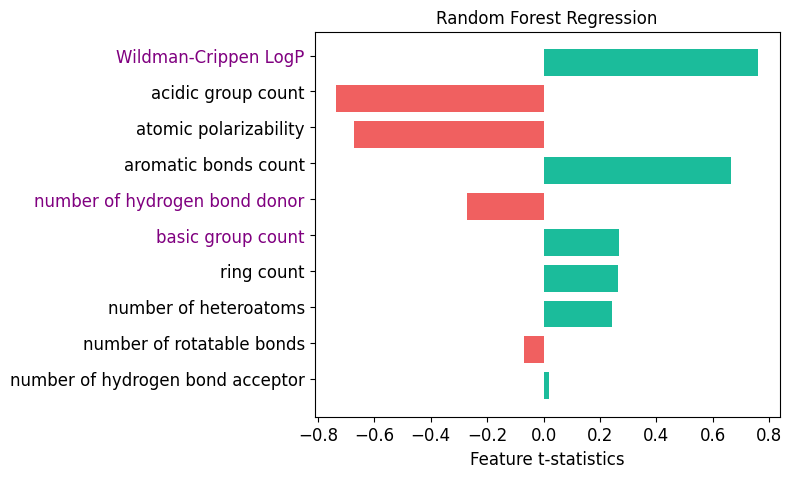 Random Forest Regression
Wildman-Crippen LogP
acidic group count
atomic polarizability
aromatic bonds count
number of hydrogen bond donor
basic group count
ring count
number of heteroatoms
number of rotatable bonds
number of hydrogen bond acceptor
−0.8 −0.6 −0.4 −0.2 0.0 0.2 0.4 0.6 0.8
Feature t-statistics